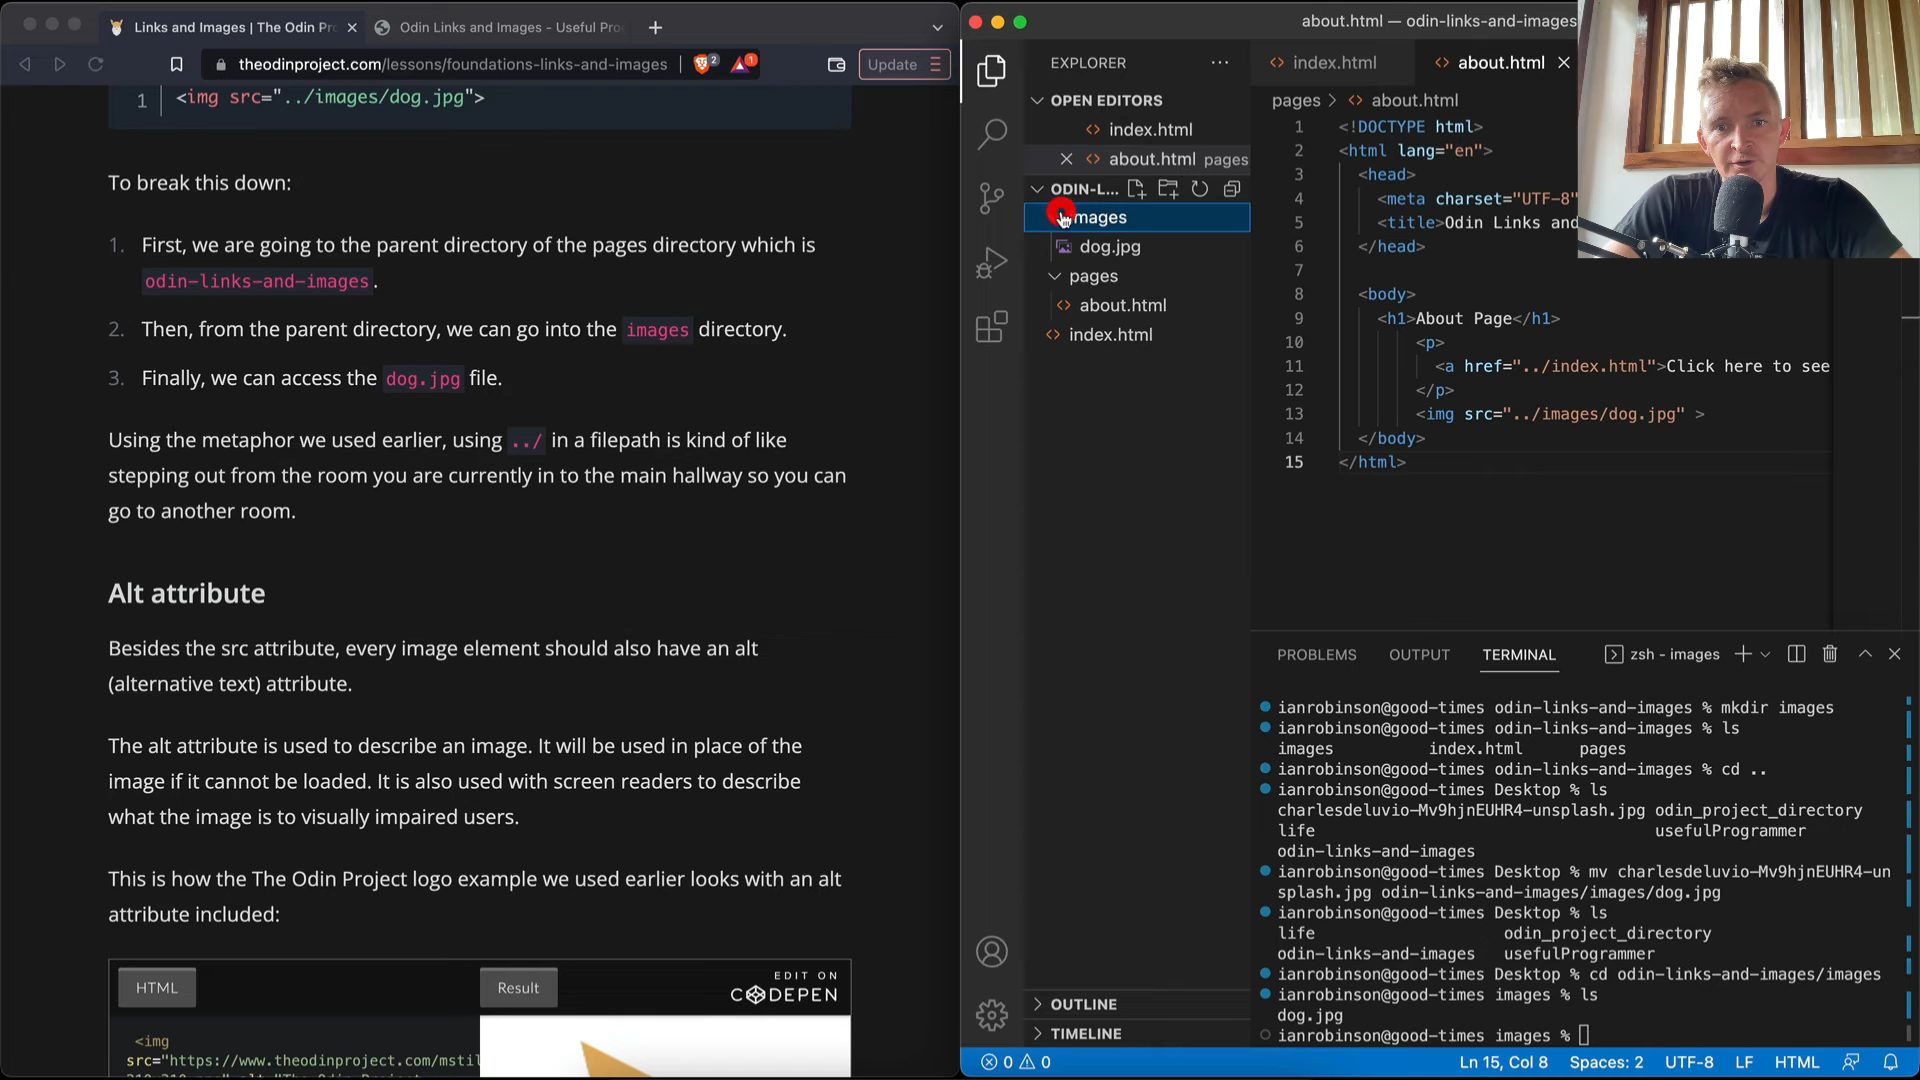 Links and Images | The Odin Pro
Odin Links and Images - Useful Pro
theodinproject.com/lessons/foundations-links-and-images
2
1
Update
1 <img src="../images/dog.jpg">
To break this down:
1. First, we are going to the parent directory of the pages directory which is
odin-links-and-images.
2. Then, from the parent directory, we can go into the images directory.
3. Finally, we can access the dog.jpg file.
Using the metaphor we used earlier, using ../ in a filepath is kind of like
stepping out from the room you are currently in to the main hallway so you can
go to another room.
Alt attribute
Besides the src attribute, every image element should also have an alt
(alternative text) attribute.
The alt attribute is used to describe an image. It will be used in place of the
image if it cannot be loaded. It is also used with screen readers to describe
what the image is to visually impaired users.
This is how the The Odin Project logo example we used earlier looks with an alt
attribute included:
HTML
Result
EDIT ON
CODEPEN
<img
src="https://www.theodinproject.com/mstil
about.html — odin-links-and-images
EXPLORER
OPEN EDITORS
index.html
about.html pages
ODIN-L...
images
dog.jpg
pages
about.html
index.html
OUTLINE
TIMELINE
index.html
about.html
pages > about.html
1 <!DOCTYPE html>
2 <html lang="en">
3 <head>
4 <meta charset="UTF-8"
5 <title>Odin Links and
6 </head>
7
8 <body>
9 <h1>About Page</h1>
10 <p>
11 <a href="../index.html">Click here to see
12 </p>
13 <img src="../images/dog.jpg" >
14 </body>
15 </html>
PROBLEMS OUTPUT TERMINAL
zsh - images
ianrobinson@good-times odin-links-and-images % mkdir images
ianrobinson@good-times odin-links-and-images % ls
images index.html pages
ianrobinson@good-times odin-links-and-images % cd ..
ianrobinson@good-times Desktop % ls
charlesdeluvio-Mv9hjnEUHR4-unsplash.jpg odin_project_directory
life usefulProgrammer
odin-links-and-images
ianrobinson@good-times Desktop % mv charlesdeluvio-Mv9hjnEUHR4-un
splash.jpg odin-links-and-images/images/dog.jpg
ianrobinson@good-times Desktop % ls
life odin_project_directory
odin-links-and-images usefulProgrammer
ianrobinson@good-times Desktop % cd odin-links-and-images/images
ianrobinson@good-times images % ls
dog.jpg
ianrobinson@good-times images %
0 0
Ln 15, Col 8 Spaces: 2 UTF-8 LF HTML